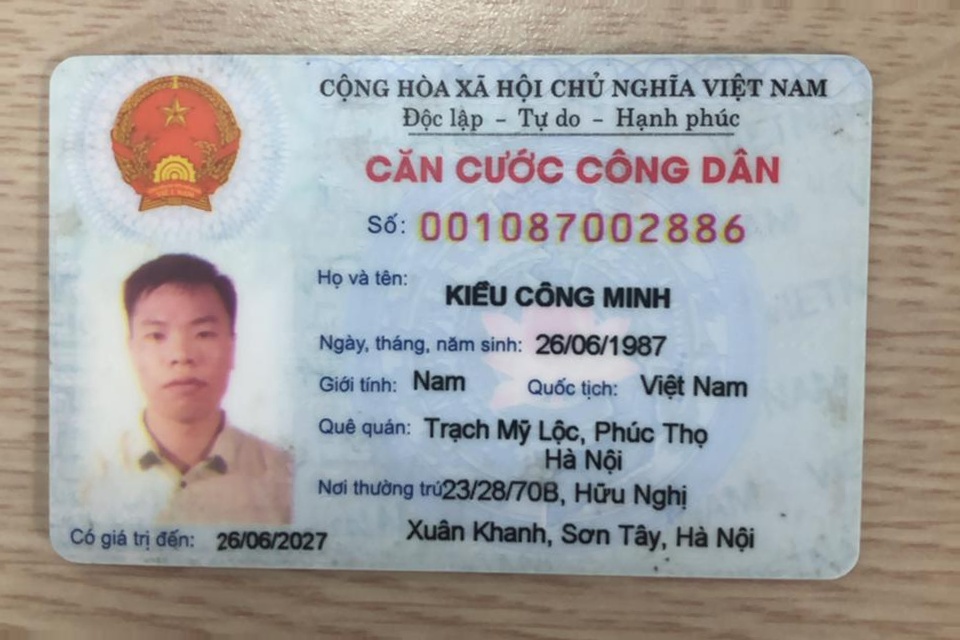 CỘNG HÒA XÃ HỘI CHỦ NGHĨA VIỆT NAM
Độc lập - Tự do - Hạnh phúc
CĂN CƯỚC CÔNG DÂN
Số: 001087002886
Họ và tên:
KIỀU CÔNG MINH
Ngày, tháng, năm sinh: 26/06/1987
Giới tính: Nam Quốc tịch: Việt Nam
Quê quán: Trạch Mỹ Lộc, Phúc Thọ
Hà Nội
Nơi thường trú 23/28/70B, Hữu Nghị
Xuân Khanh, Sơn Tây, Hà Nội
Có giá trị đến: 26/06/2027